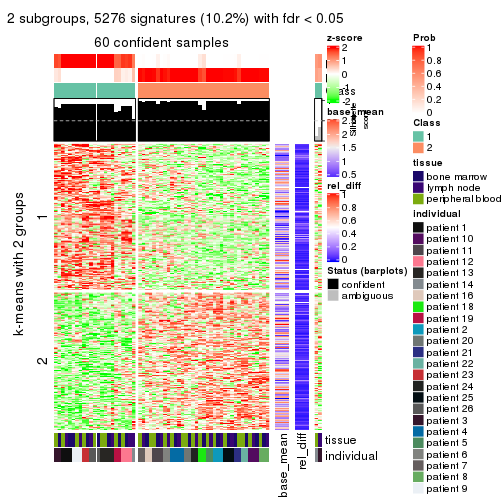 2 subgroups, 5276 signatures (10.2%) with fdr < 0.05
60 confident samples
k-means with 2 groups
1
2
base_mean
rel_diff
tissue
individual
z-score
2
1
0
-1
-2
Class
Silhouette score
base_mean
2.5
2
1.5
1
0.5
rel_diff
1
0.8
0.6
0.4
0.2
0
Status (barplots)
confident
ambiguous
Prob
1
0.8
0.6
0.4
0.2
0
Class
1
2
tissue
bone marrow
lymph node
peripheral blood
individual
patient 1
patient 10
patient 11
patient 12
patient 13
patient 14
patient 16
patient 18
patient 19
patient 2
patient 20
patient 21
patient 22
patient 23
patient 24
patient 25
patient 26
patient 3
patient 4
patient 5
patient 6
patient 7
patient 8
patient 9